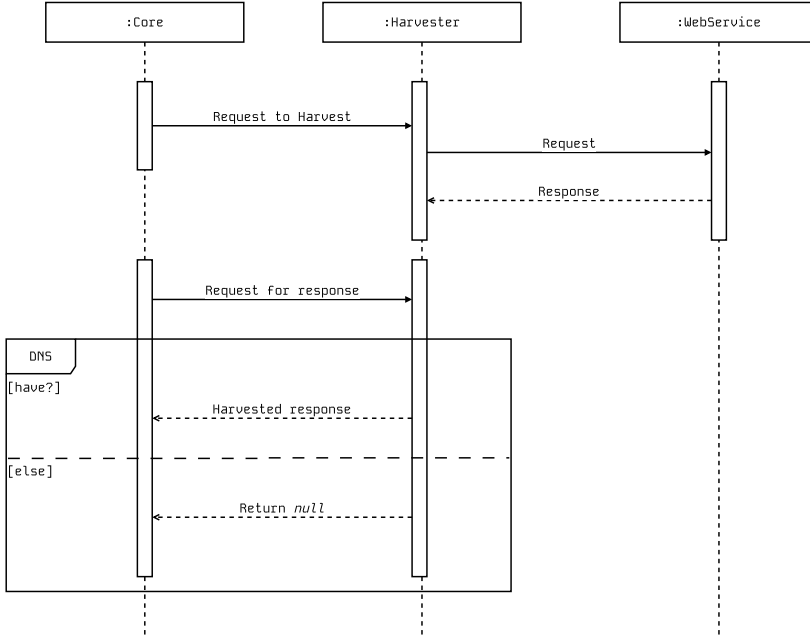 :Core
:Harvester
:WebService
Request to Harvest
Request
Response
Request for response
DNS
[have?]
Harvested response
[else]
Return null